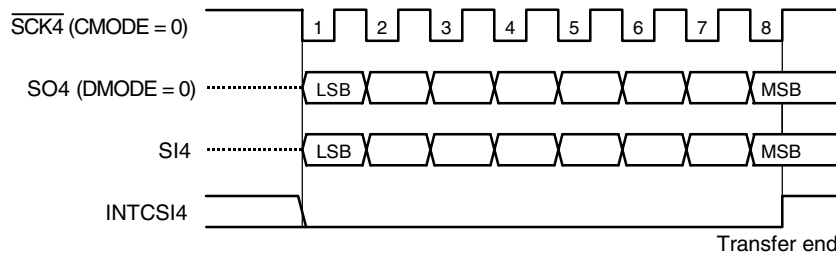 SCK4 (CMODE = 0) 1 2 3 4 5 6 7 8
SO4 (DMODE = 0) LSB MSB
SI4 LSB MSB
INTCSI4
Transfer end